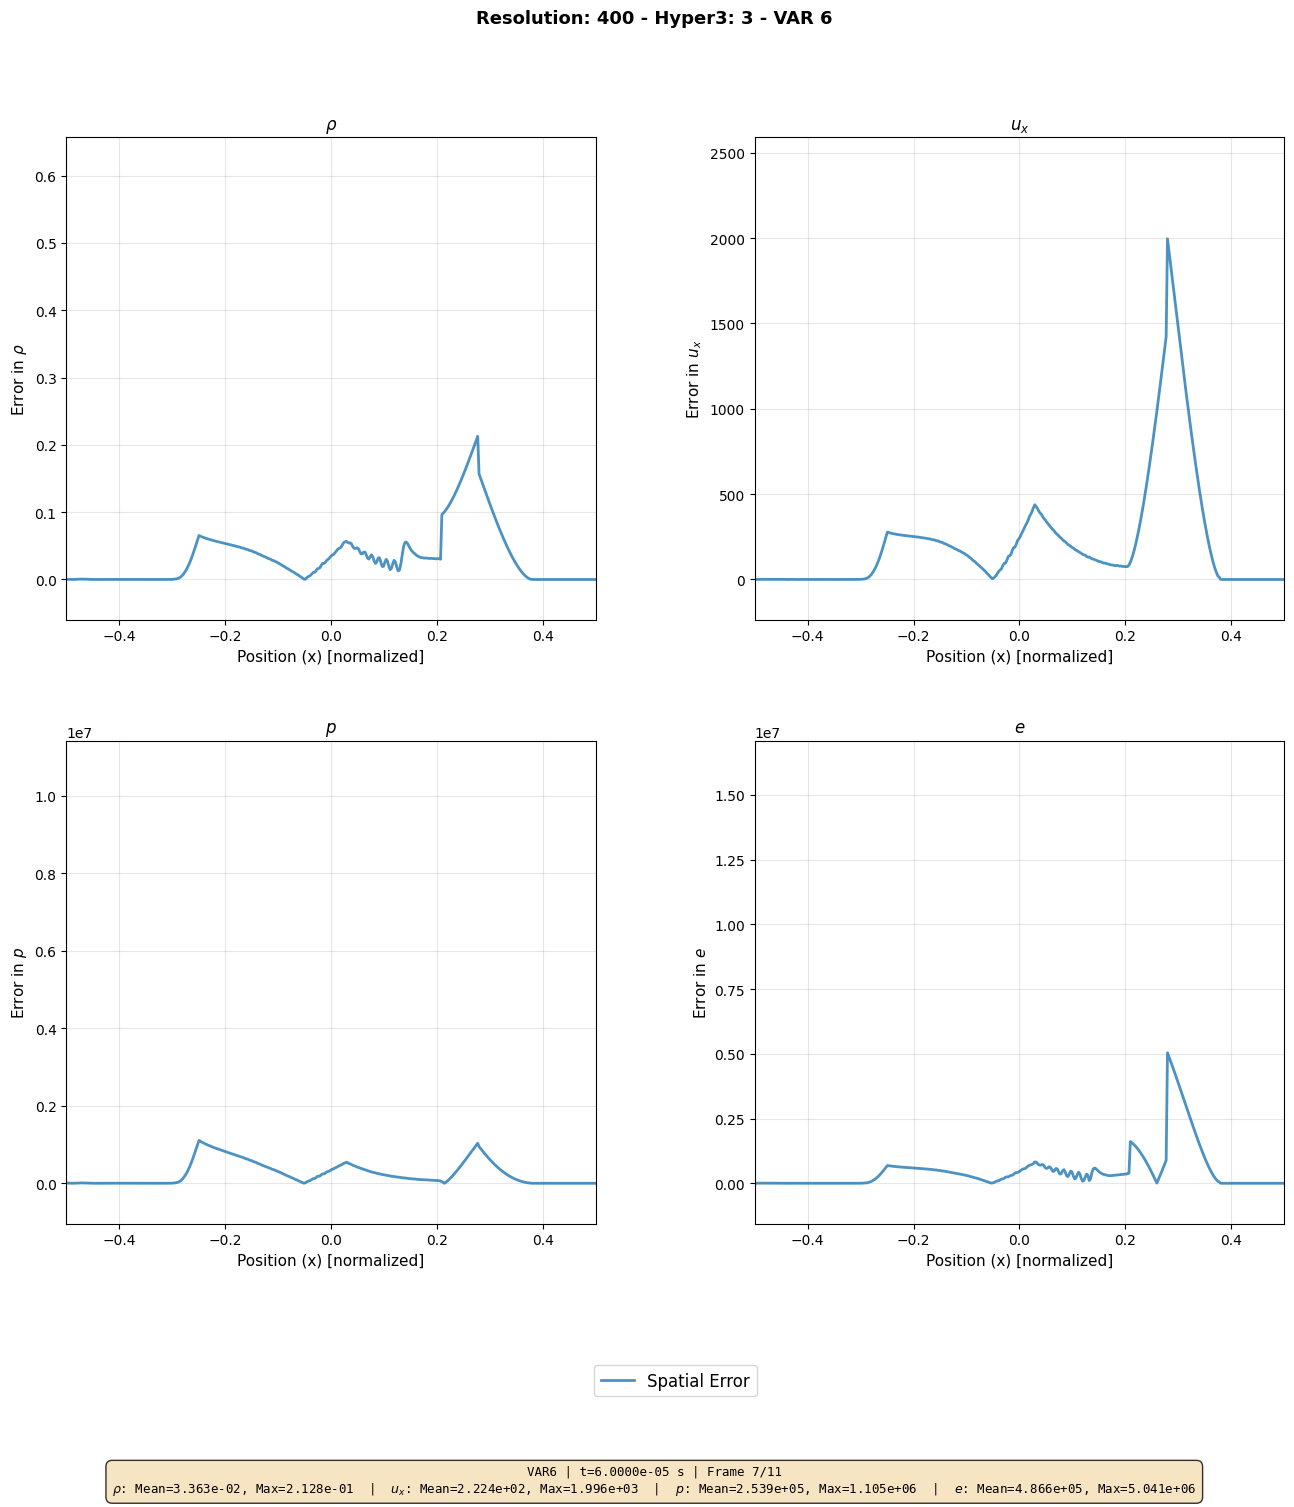 Resolution: 400 - Hyper3: 3 - VAR 6
ρ
0.6
0.5
0.4
0.3
0.2
0.1
0.0
Error in ρ
−0.4
−0.2
0.0
0.2
0.4
Position (x) [normalized]
uₓ
2500
2000
1500
1000
500
0
Error in uₓ
−0.4
−0.2
0.0
0.2
0.4
Position (x) [normalized]
p
1e7
1.0
0.8
0.6
0.4
0.2
0.0
Error in p
−0.4
−0.2
0.0
0.2
0.4
Position (x) [normalized]
e
1e7
1.50
1.25
1.00
0.75
0.50
0.25
0.00
Error in e
−0.4
−0.2
0.0
0.2
0.4
Position (x) [normalized]
Spatial Error
VAR6 | t=6.0000e-05 s | Frame 7/11
ρ: Mean=3.363e-02, Max=2.128e-01 | uₓ: Mean=2.224e+02, Max=1.996e+03 | p: Mean=2.539e+05, Max=1.105e+06 | e: Mean=4.866e+05, Max=5.041e+06